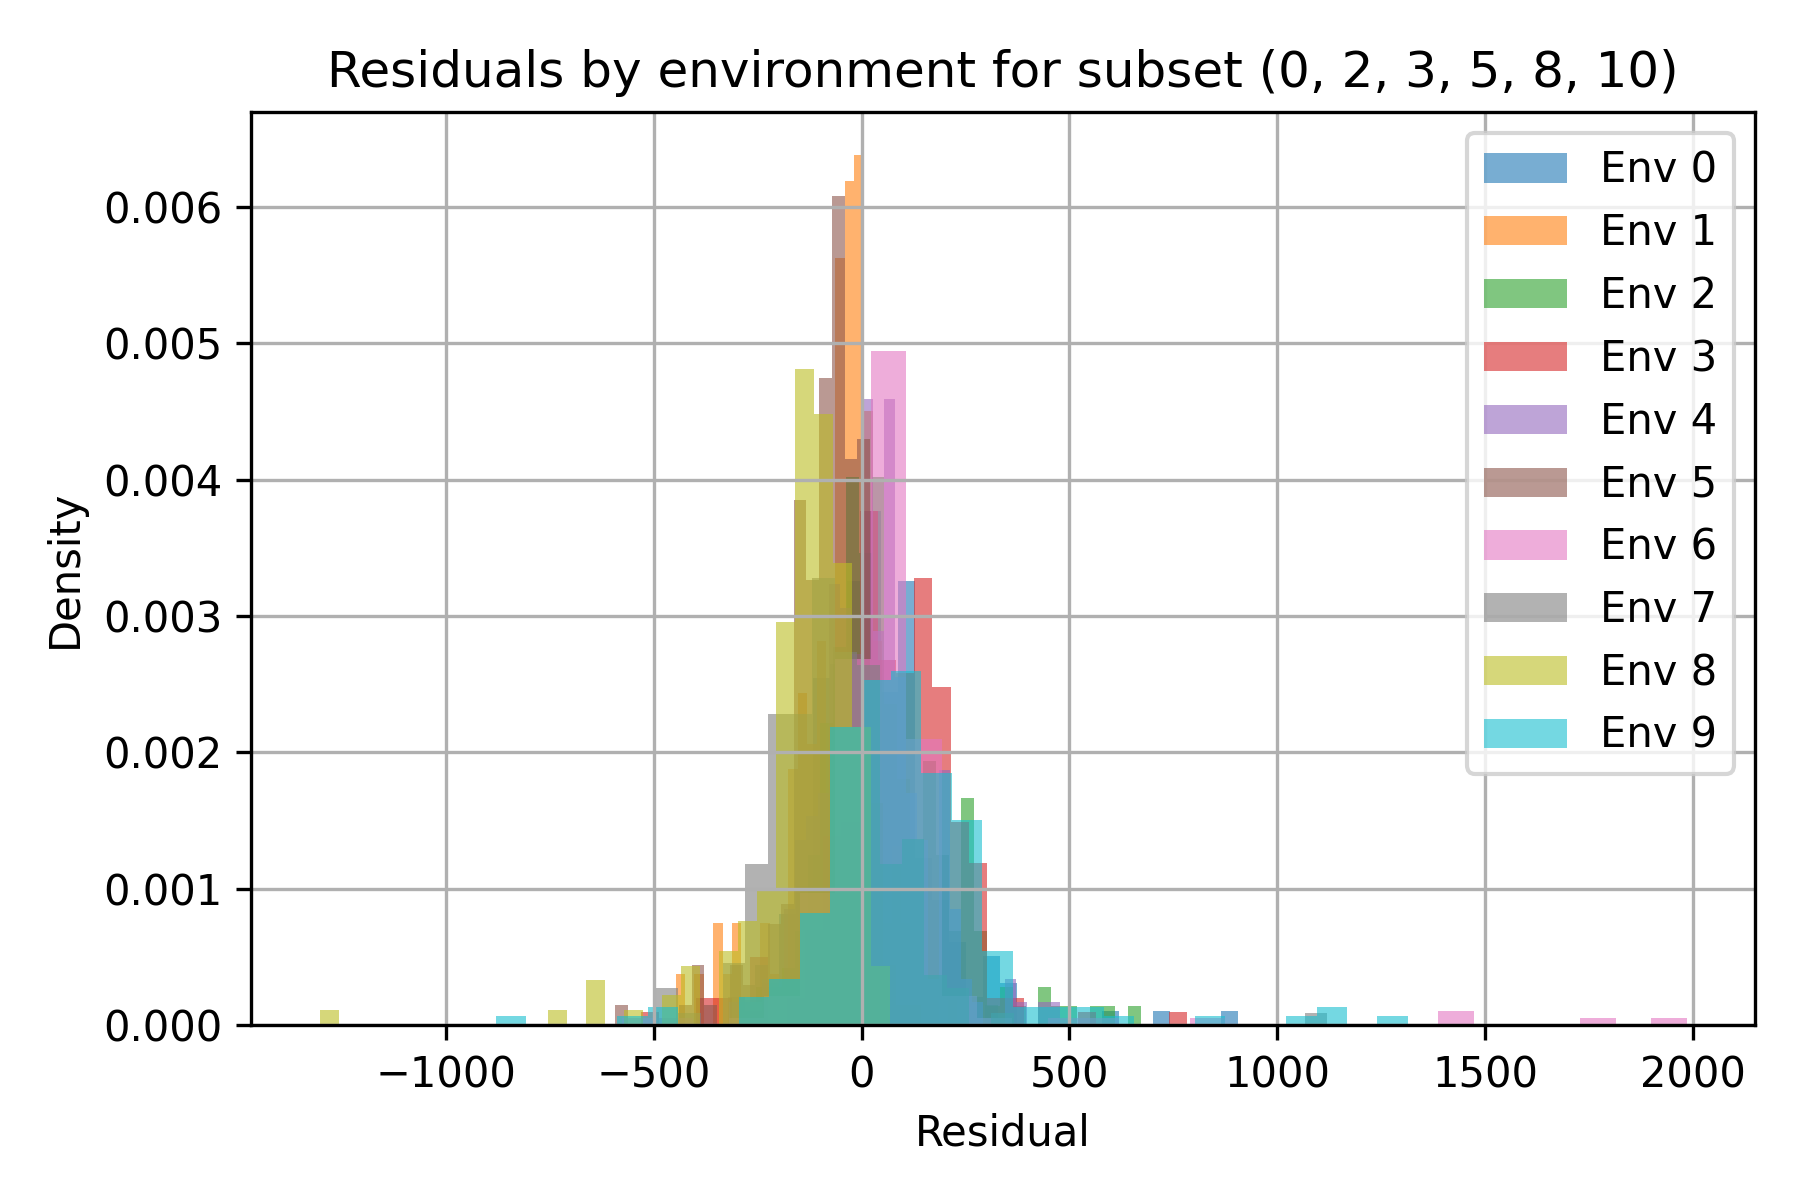 Residuals by environment for subset (0, 2, 3, 5, 8, 10)
Density
0.006
0.005
0.004
0.003
0.002
0.001
0.000
−1000
−500
0
500
1000
1500
2000
Residual
Env 0
Env 1
Env 2
Env 3
Env 4
Env 5
Env 6
Env 7
Env 8
Env 9